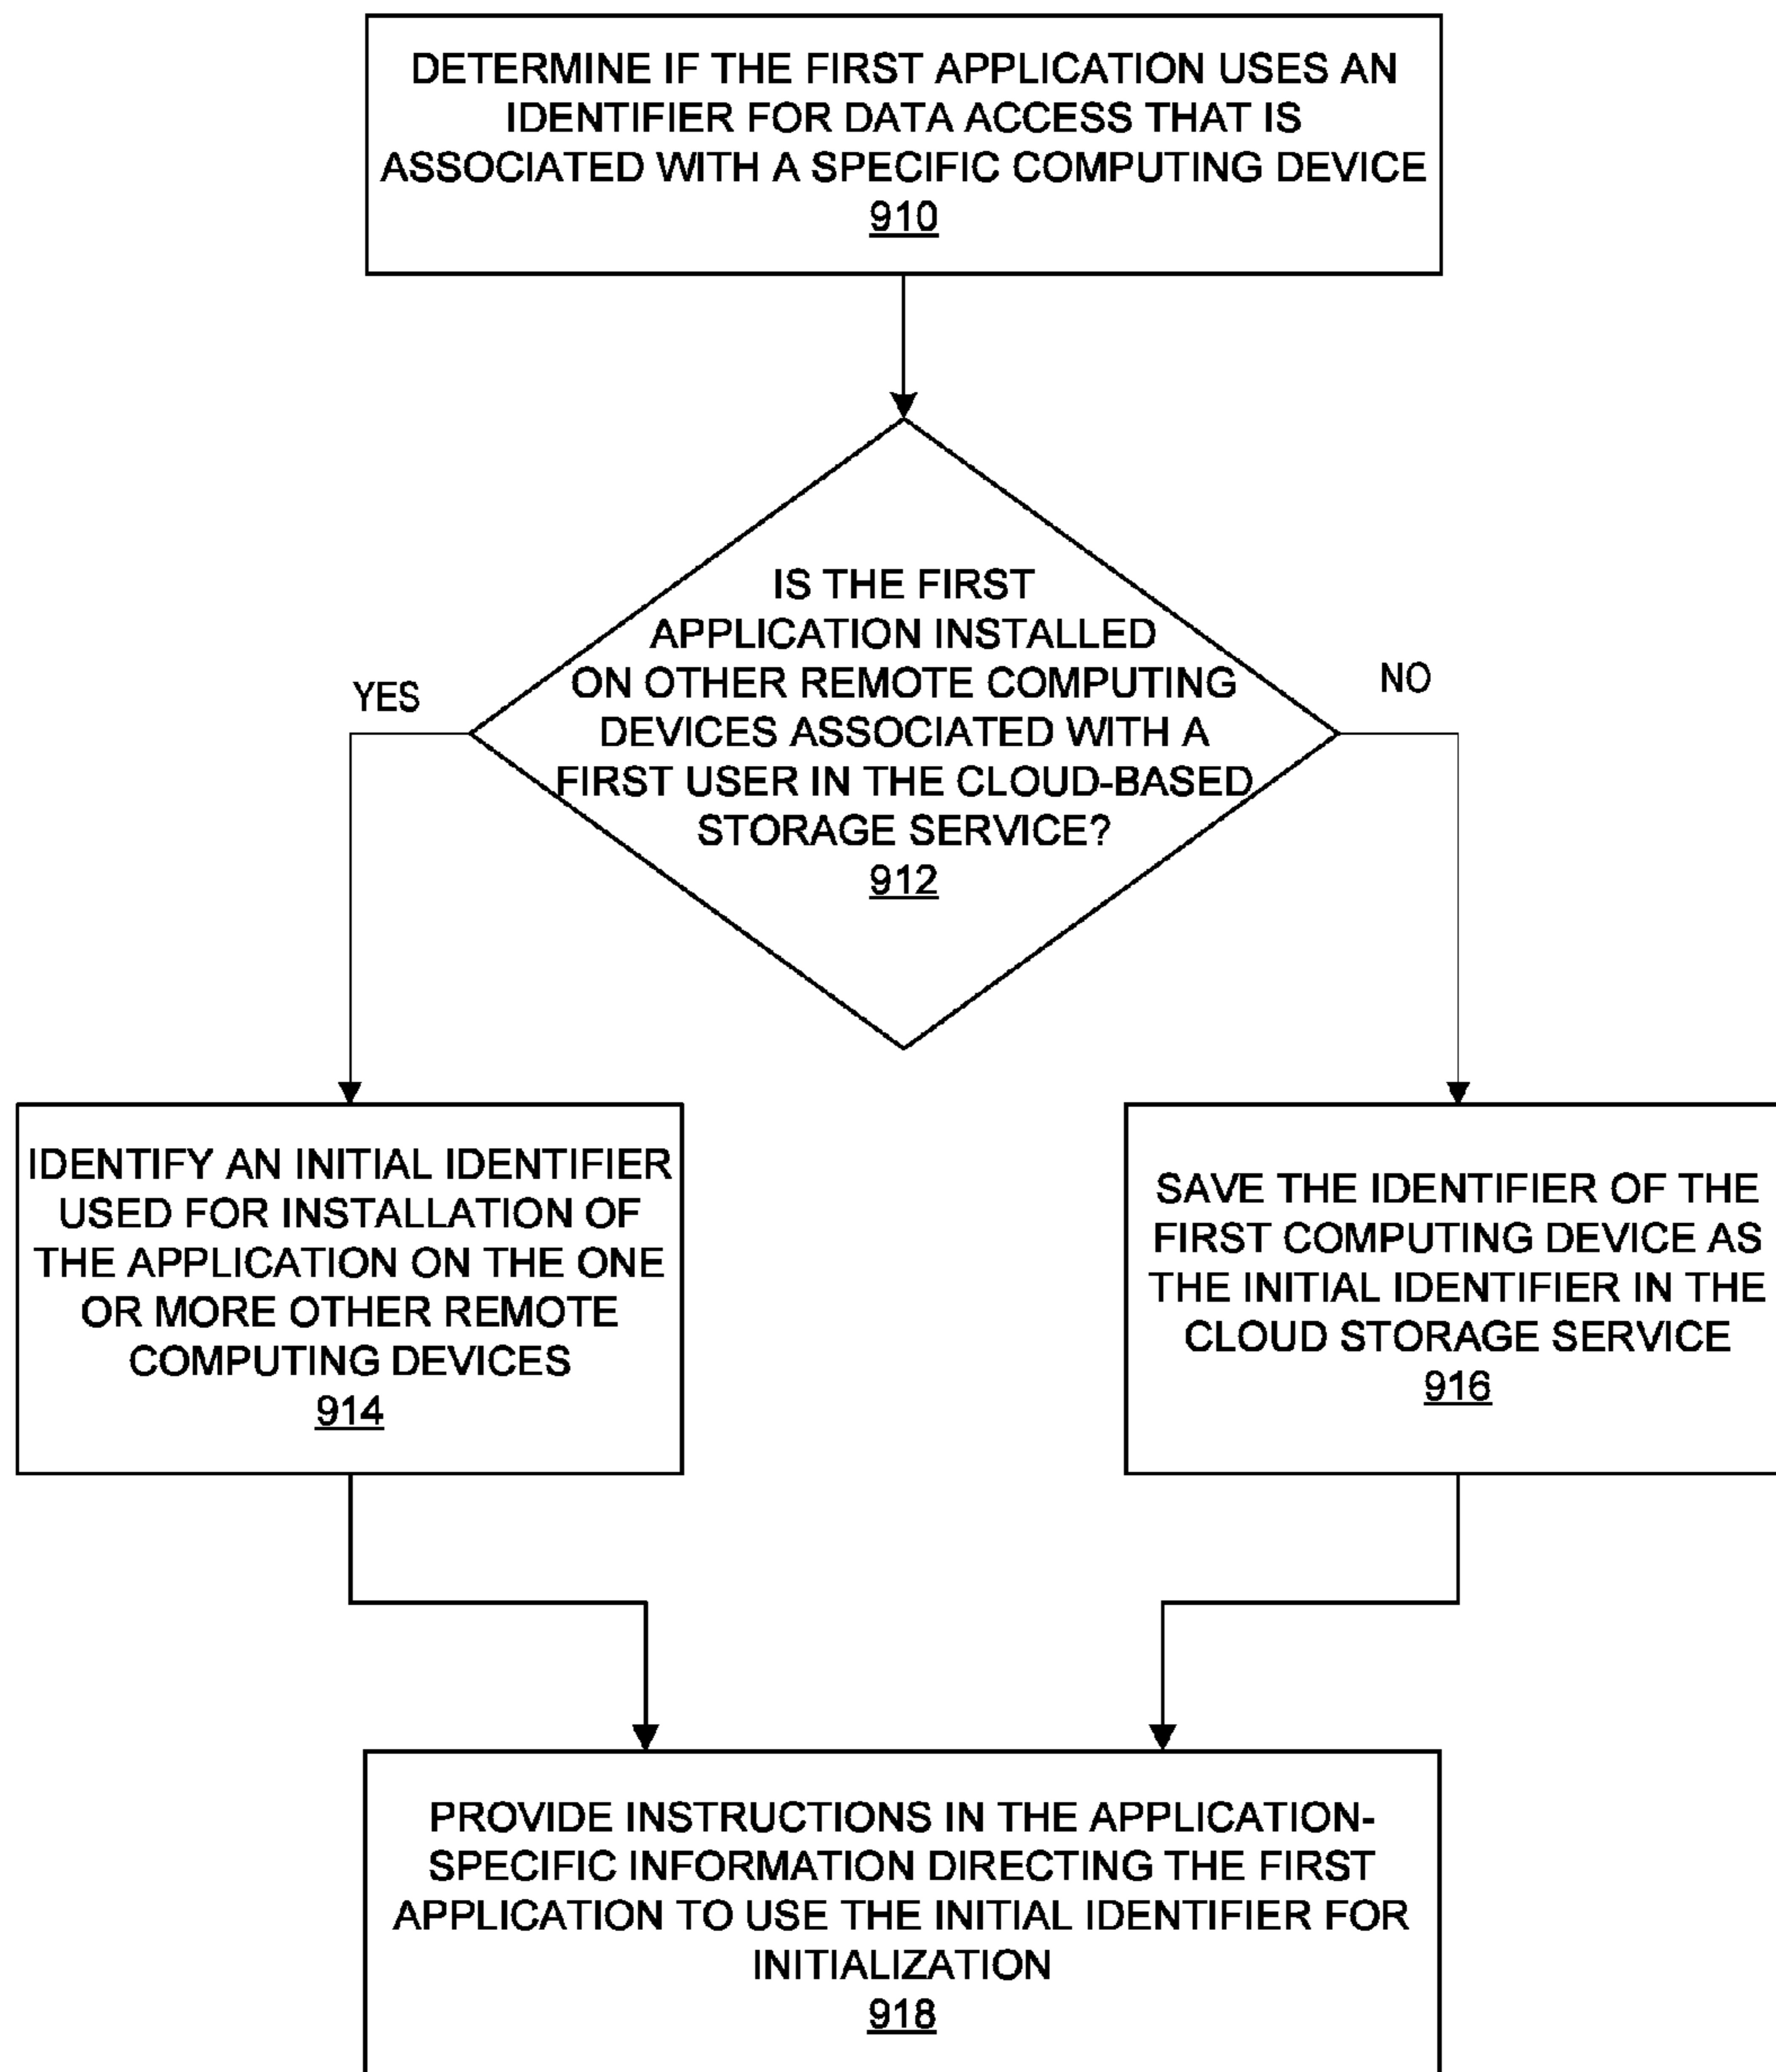 DETERMINE IF THE FIRST APPLICATION USES AN
IDENTIFIER FOR DATA ACCESS THAT IS
ASSOCIATED WITH A SPECIFIC COMPUTING DEVICE
910
IS THE FIRST
APPLICATION INSTALLED
ON OTHER REMOTE COMPUTING
DEVICES ASSOCIATED WITH A
FIRST USER IN THE CLOUD-BASED
STORAGE SERVICE?
912
YES
NO
IDENTIFY AN INITIAL IDENTIFIER
USED FOR INSTALLATION OF
THE APPLICATION ON THE ONE
OR MORE OTHER REMOTE
COMPUTING DEVICES
914
SAVE THE IDENTIFIER OF THE
FIRST COMPUTING DEVICE AS
THE INITIAL IDENTIFIER IN THE
CLOUD STORAGE SERVICE
916
PROVIDE INSTRUCTIONS IN THE APPLICATION-
SPECIFIC INFORMATION DIRECTING THE FIRST
APPLICATION TO USE THE INITIAL IDENTIFIER FOR
INITIALIZATION
918